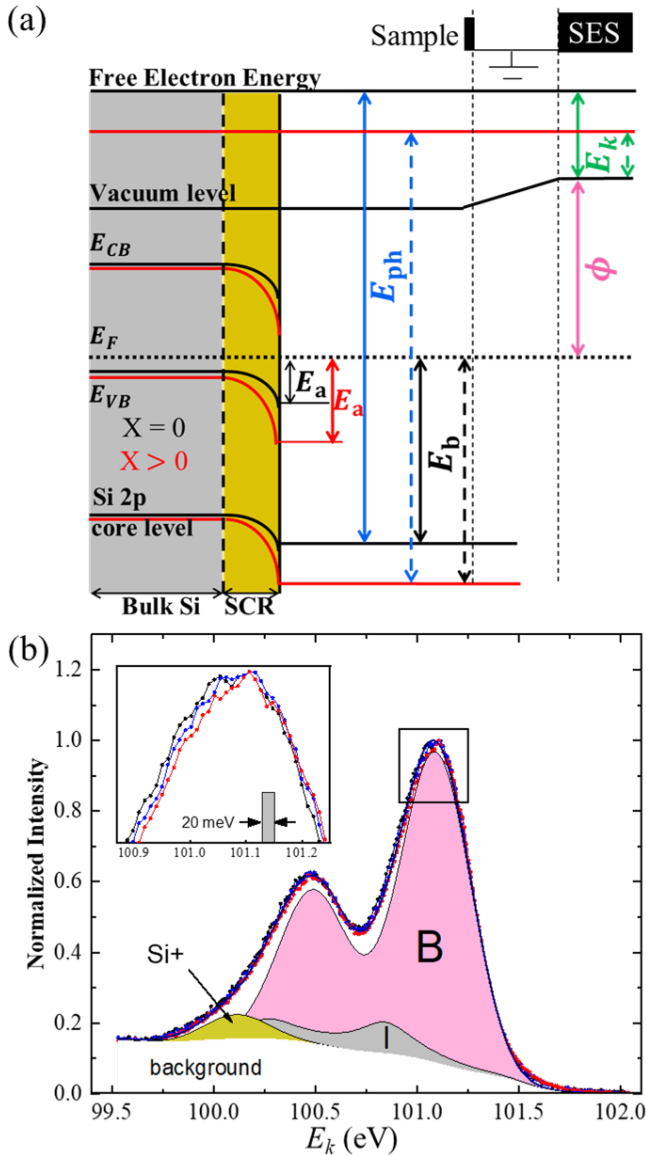 (a)
Sample
SES
Free Electron Energy
Vacuum level
E_k
E_CB
E_ph
ϕ
E_F
E_a
E_a
E_VB
X = 0
X > 0
E_b
Si 2p
core level
Bulk Si
SCR
(b)
1.2
1.0
0.8
0.6
0.4
0.2
0.0
Normalized Intensity
20 meV
100.9 101.0 101.1 101.2
Si+
B
I
background
99.5 100.0 100.5 101.0 101.5 102.0
E_k (eV)